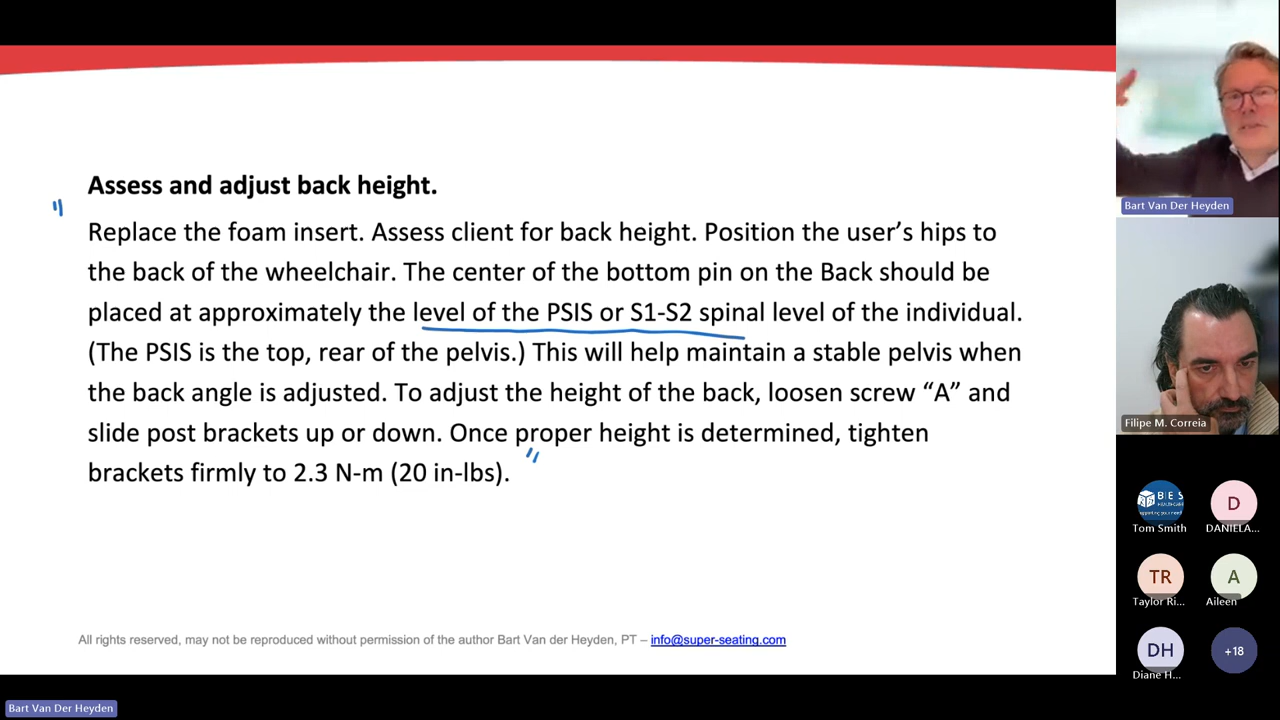 Assess and adjust back height.
Replace the foam insert. Assess client for back height. Position the user’s hips to
the back of the wheelchair. The center of the bottom pin on the Back should be
placed at approximately the level of the PSIS or S1-S2 spinal level of the individual.
(The PSIS is the top, rear of the pelvis.) This will help maintain a stable pelvis when
the back angle is adjusted. To adjust the height of the back, loosen screw “A” and
slide post brackets up or down. Once proper height is determined, tighten
brackets firmly to 2.3 N-m (20 in-lbs).
All rights reserved, may not be reproduced without permission of the author Bart Van der Heyden, PT – info@super-seating.com
Bart Van Der Heyden
Bart Van Der Heyden
Filipe M. Correia
BES
Tom Smith
D
DANIELA...
TR
Taylor Ri...
A
Aileen
DH
Diane H...
+18